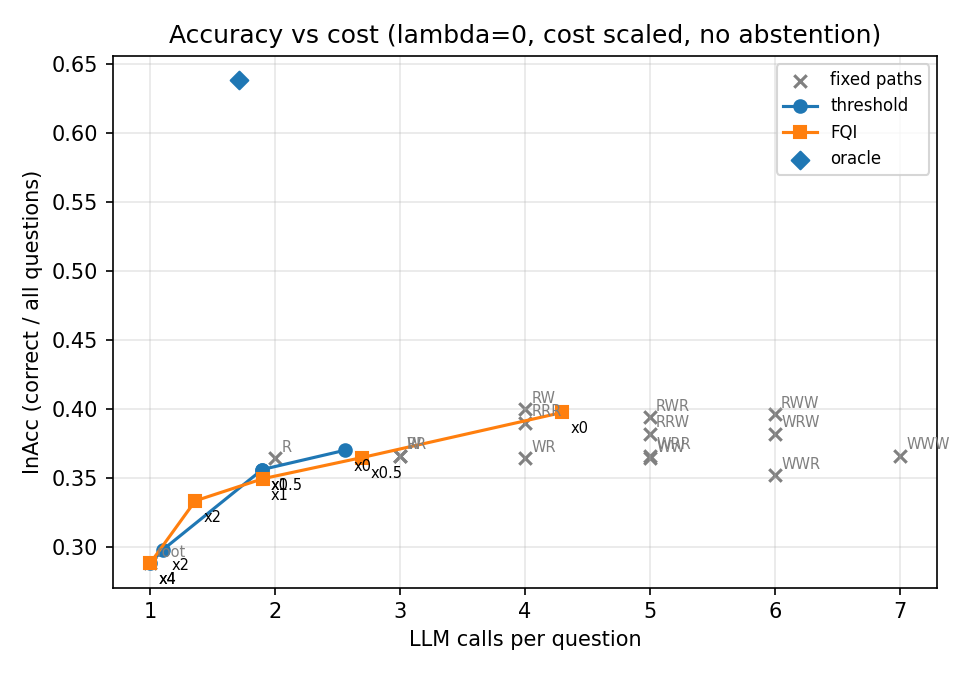 Accuracy vs cost (lambda=0, cost scaled, no abstention)
InAcc (correct / all questions)
0.65
0.60
0.55
0.50
0.45
0.40
0.35
0.30
fixed paths
threshold
FQI
oracle
RW
RRR
R
WR
RWR
RRW
RWW
WRW
WWR
WWW
x0
x0
x0.5
x1
x2
x2
x4
1
2
3
4
5
6
7
LLM calls per question